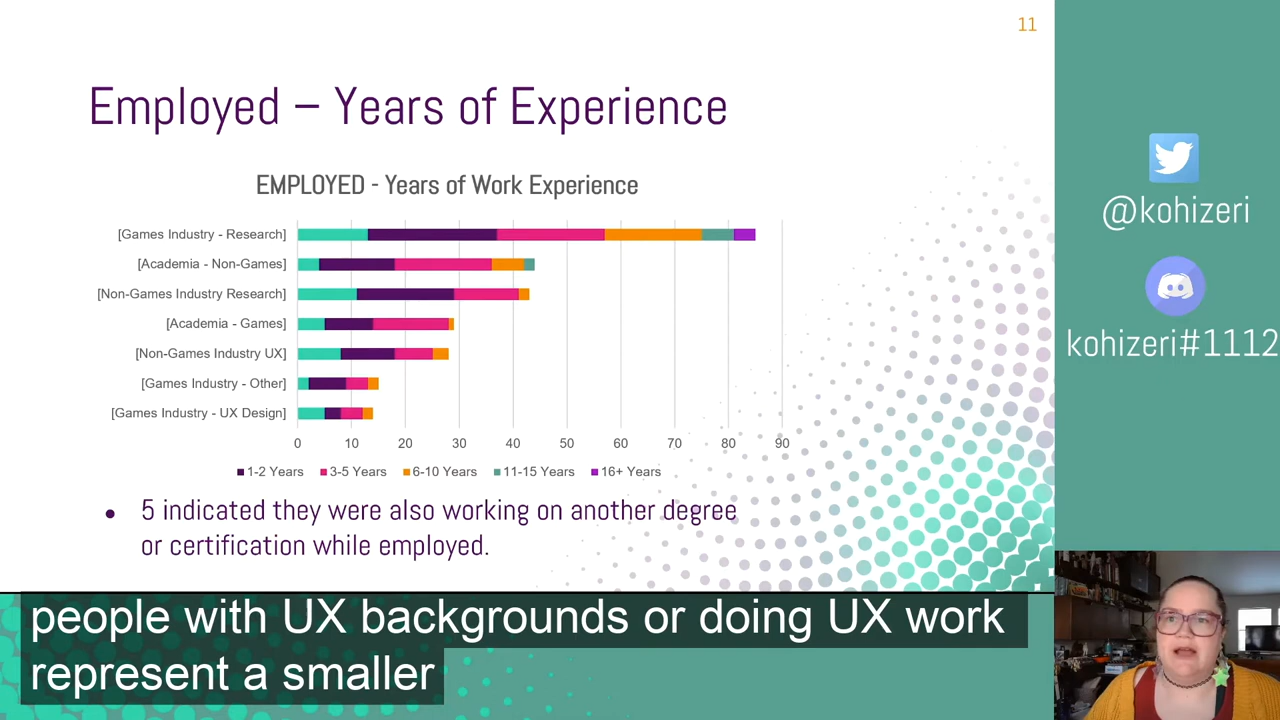 11
Employed – Years of Experience
EMPLOYED - Years of Work Experience
[Games Industry - Research]
[Academia - Non-Games]
[Non-Games Industry Research]
[Academia - Games]
[Non-Games Industry UX]
[Games Industry - Other]
[Games Industry - UX Design]
0 10 20 30 40 50 60 70 80 90
1-2 Years 3-5 Years 6-10 Years 11-15 Years 16+ Years
• 5 indicated they were also working on another degree
or certification while employed.
@kohizeri
kohizeri#1112
people with UX backgrounds or doing UX work
represent a smaller